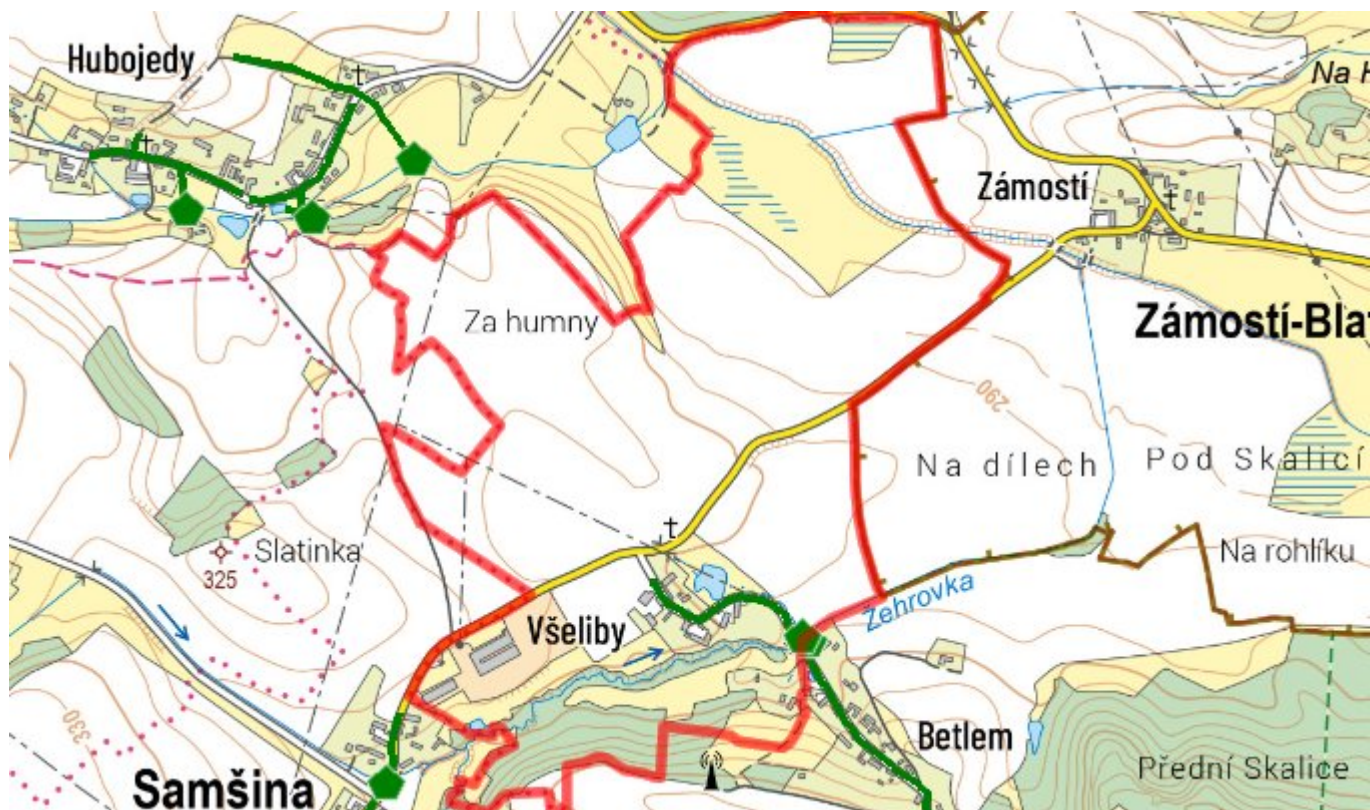 Hubojedy
Na H
Zámostí
Za humny
Zámostí-Blat
290
Na dílech
Pod Skalicí
Slatinka
325
Na rohlíku
Žehrovka
Všeliby
330
Betlem
Samšina
Přední Skalice